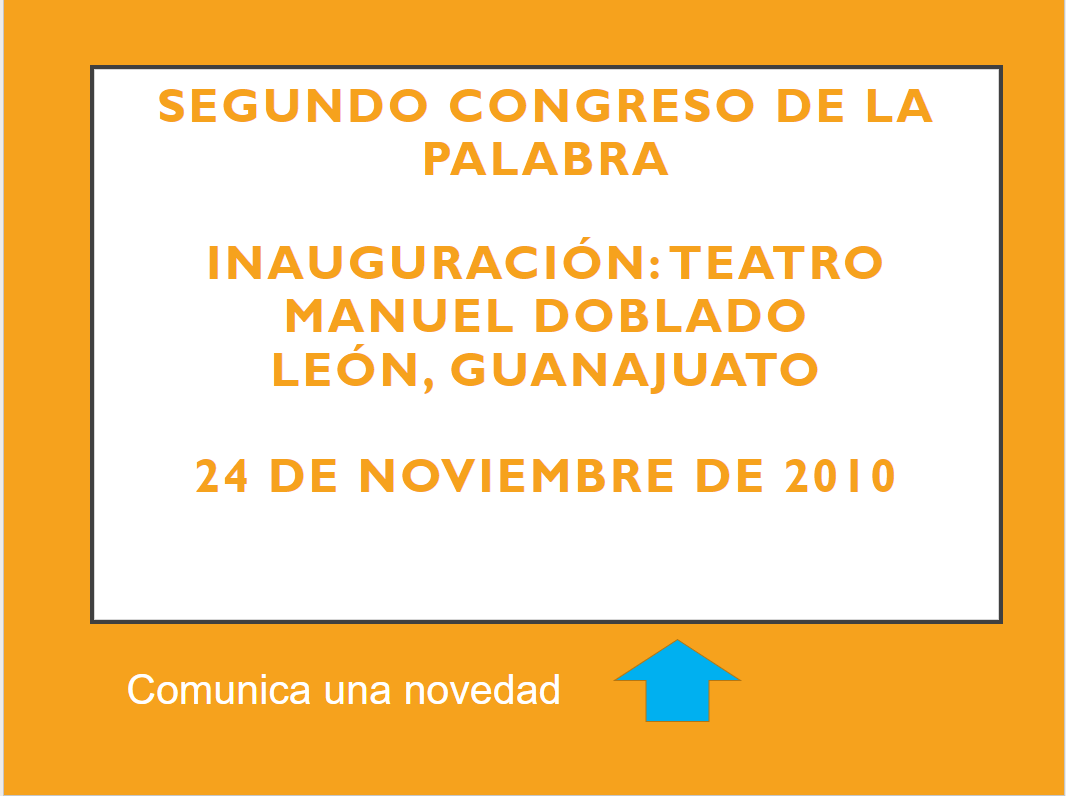 SEGUNDO CONGRESO DE LA
PALABRA
INAUGURACIÓN: TEATRO
MANUEL DOBLADO
LEÓN, GUANAJUATO
24 DE NOVIEMBRE DE 2010
Comunica una novedad